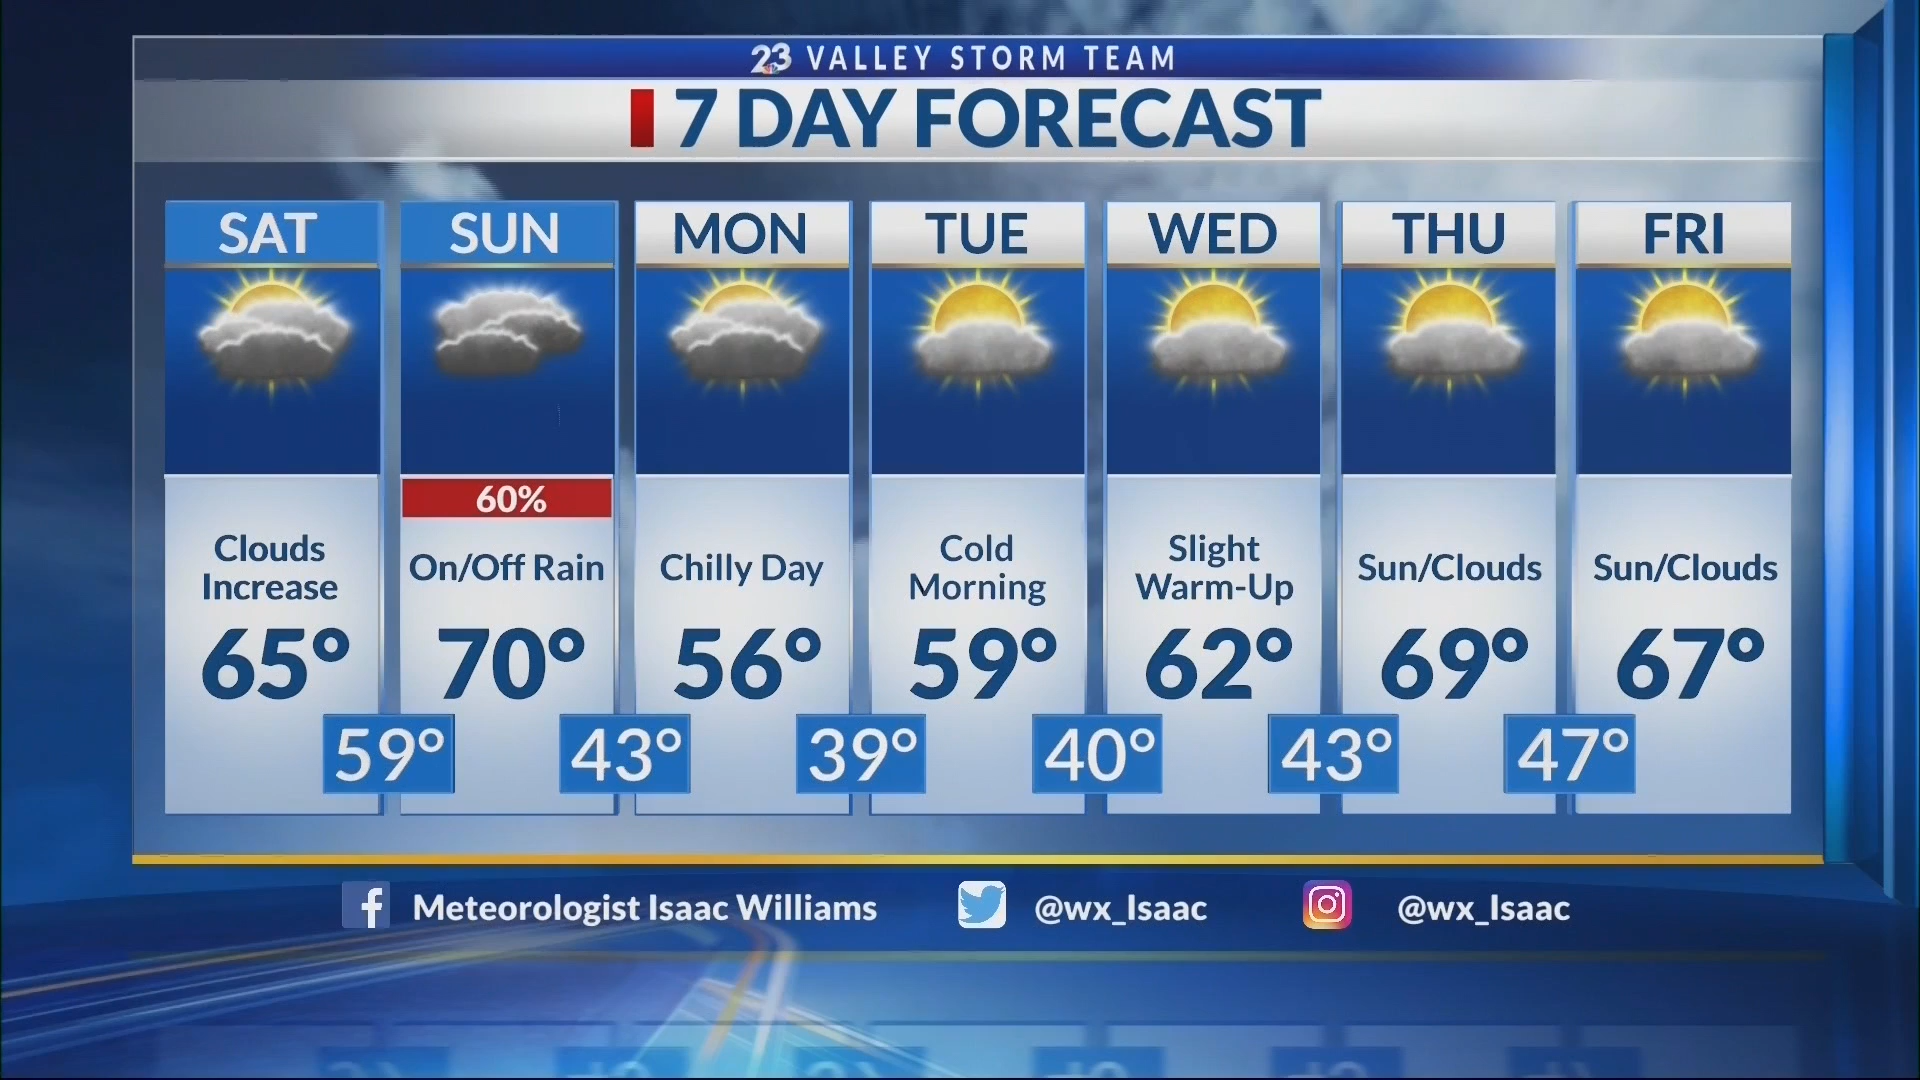 23 VALLEY STORM TEAM
7 DAY FORECAST
SAT SUN MON TUE WED THU FRI
60%
Clouds
Increase
On/Off Rain
Chilly Day
Cold
Morning
Slight
Warm-Up
Sun/Clouds
Sun/Clouds
65° 70° 56° 59° 62° 69° 67°
59° 43° 39° 40° 43° 47°
Meteorologist Isaac Williams @wx_Isaac @wx_Isaac